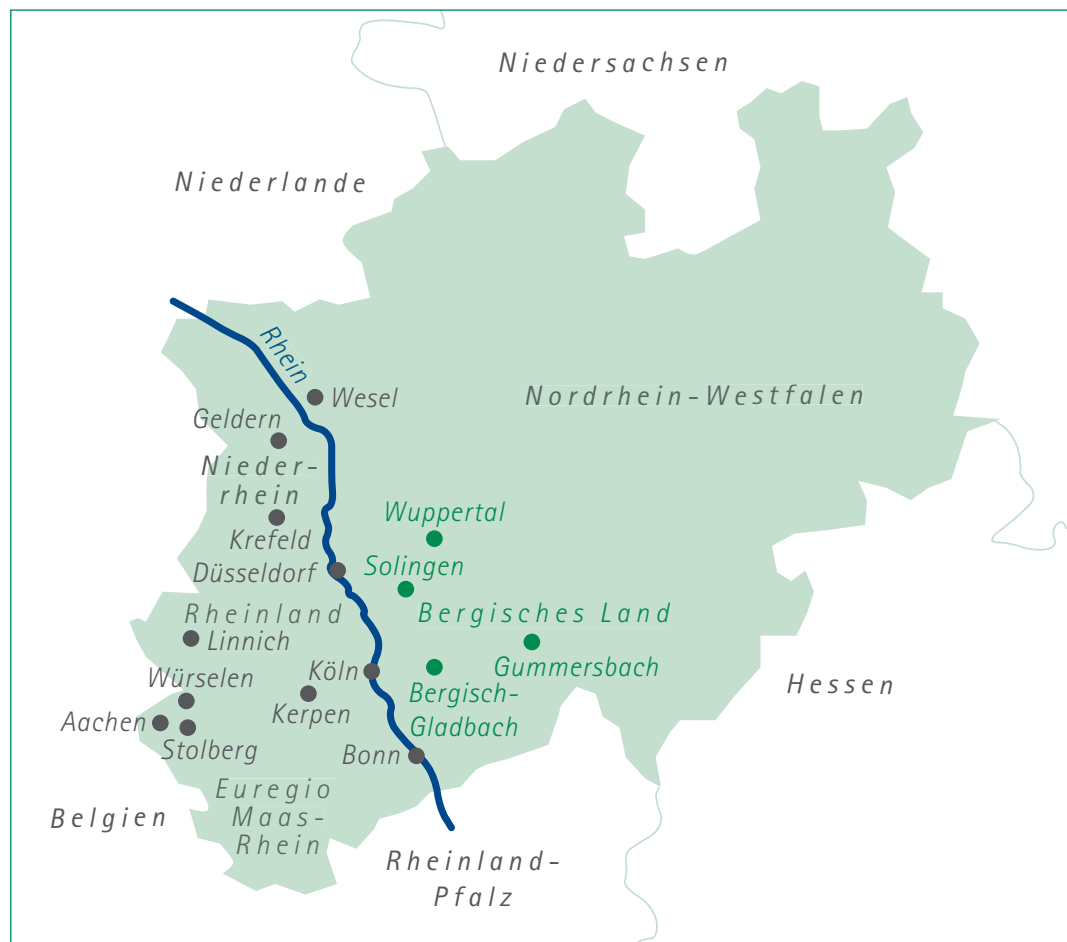 Niedersachsen
Niederlande
Rhein
Wesel
Nordrhein-Westfalen
Geldern
Nieder-
rhein
Krefeld
Wuppertal
Düsseldorf
Solingen
Rheinland
Bergisches Land
Linnich
Gummersbach
Würselen
Köln
Kerpen
Bergisch-
Gladbach
Hessen
Aachen
Stolberg
Bonn
Euregio
Maas-
Rhein
Belgien
Rheinland-
Pfalz